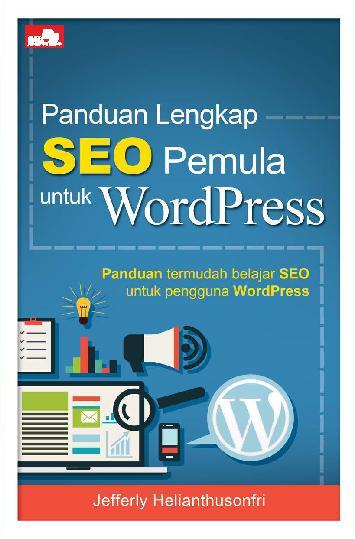 Panduan Lengkap
SEO Pemula
untuk WordPress
Panduan termudah belajar SEO
untuk pengguna WordPress
Jefferly Helianthusonfri